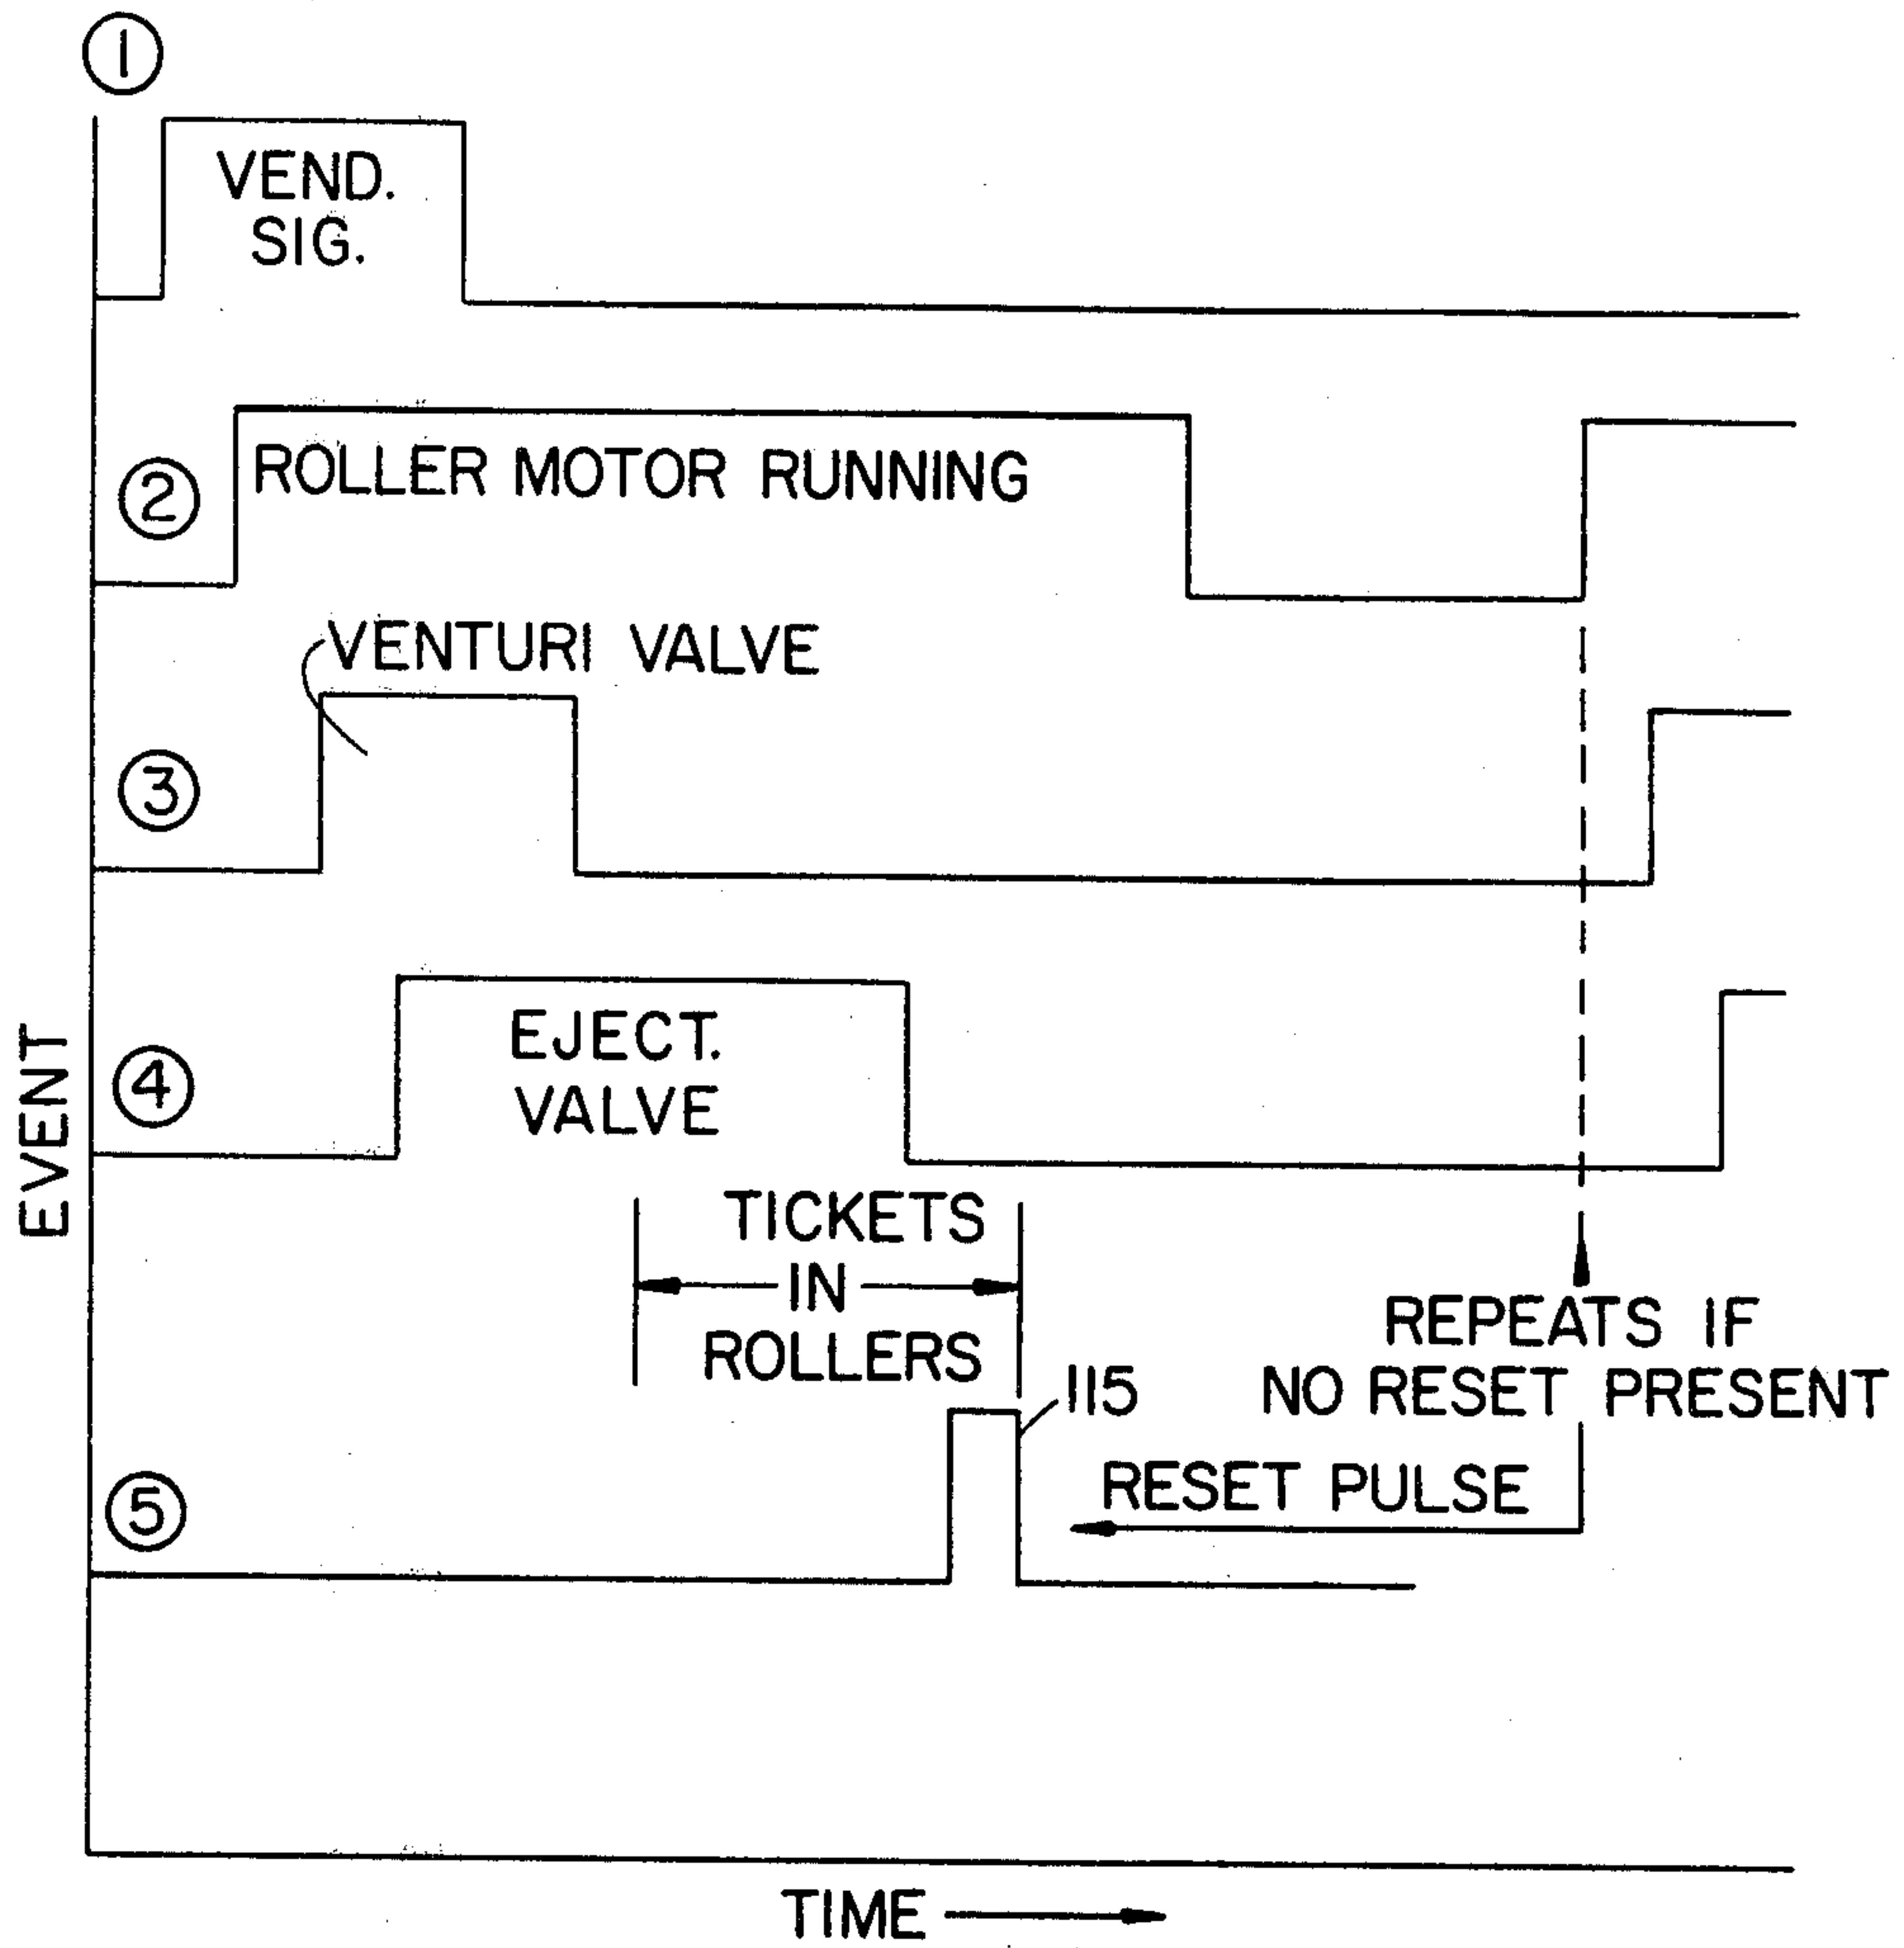 1
VEND.
SIG.
2
ROLLER MOTOR RUNNING
VENTURI VALVE
3
EJECT.
VALVE
4
EVENT
TICKETS
IN
ROLLERS
115
REPEATS IF
NO RESET PRESENT
RESET PULSE
5
TIME